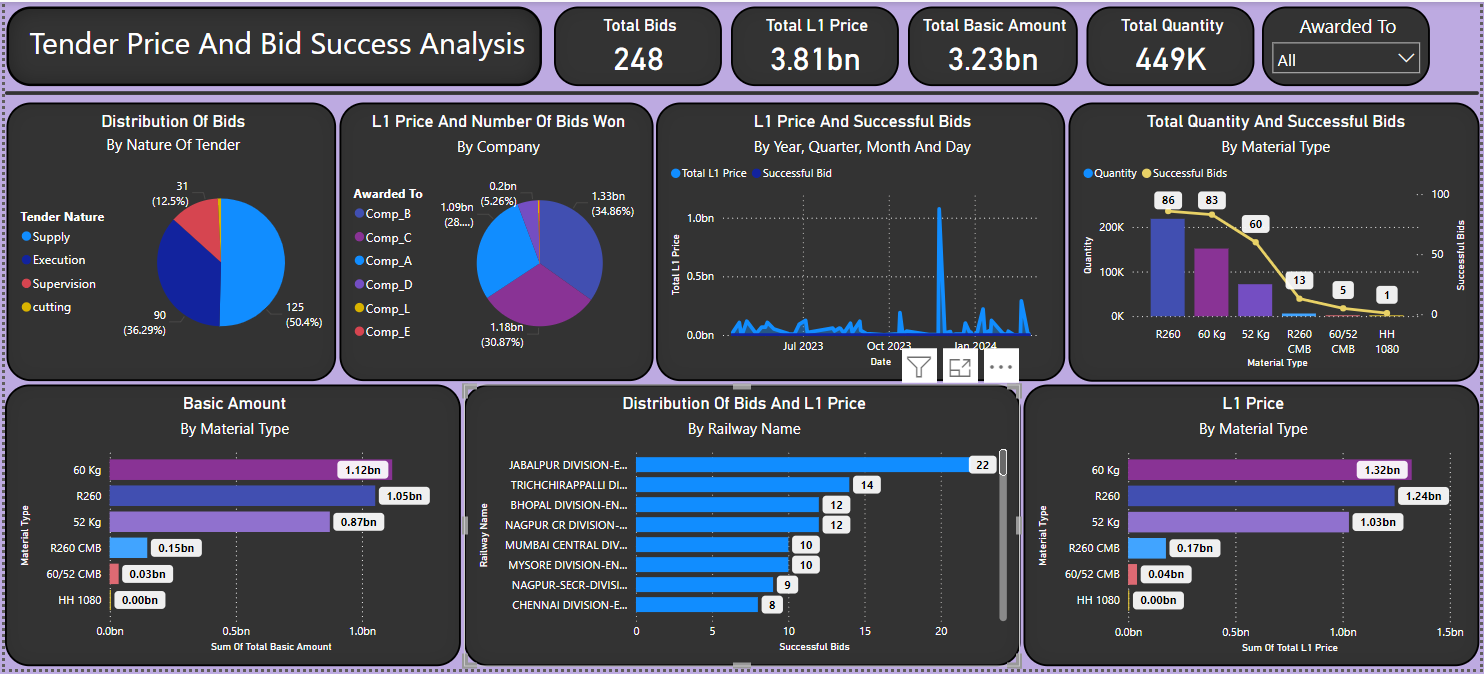 Tender Price And Bid Success Analysis
Total Bids
248
Total L1 Price
3.81bn
Total Basic Amount
3.23bn
Total Quantity
449K
Awarded To
All
Distribution Of Bids
By Nature Of Tender
Tender Nature
Supply
Execution
Supervision
cutting
31
(12.5%)
90
(36.29%)
125
(50.4%)
L1 Price And Number Of Bids Won
By Company
Awarded To
Comp_B
Comp_C
Comp_A
Comp_D
Comp_L
Comp_E
0.2bn
(5.26%)
1.09bn
(28....)
1.33bn
(34.86%)
1.18bn
(30.87%)
L1 Price And Successful Bids
By Year, Quarter, Month And Day
Total L1 Price Successful Bid
Total L1 Price
1.0bn
0.5bn
0.0bn
Jul 2023 Oct 2023 Jan 2024
Date
Total Quantity And Successful Bids
By Material Type
Quantity Successful Bids
Quantity
200K
100K
0K
86
83
60
13
5
1
100
50
0
Successful Bids
R260
60 Kg
52 Kg
R260 CMB
60/52 CMB
HH 1080
Material Type
Basic Amount
By Material Type
Material Type
60 Kg 1.12bn
R260 1.05bn
52 Kg 0.87bn
R260 CMB 0.15bn
60/52 CMB 0.03bn
HH 1080 0.00bn
0.0bn 0.5bn 1.0bn
Sum Of Total Basic Amount
Distribution Of Bids And L1 Price
By Railway Name
Railway Name
JABALPUR DIVISION-E... 22
TRICHCHIRAPPALLI DI... 14
BHOPAL DIVISION-EN... 12
NAGPUR CR DIVISION-... 12
MUMBAI CENTRAL DIV... 10
MYSORE DIVISION-EN... 10
NAGPUR-SECR-DIVISI... 9
CHENNAI DIVISION-E... 8
0 5 10 15 20
Successful Bids
L1 Price
By Material Type
Material Type
60 Kg 1.32bn
R260 1.24bn
52 Kg 1.03bn
R260 CMB 0.17bn
60/52 CMB 0.04bn
HH 1080 0.00bn
0.0bn 0.5bn 1.0bn 1.5bn
Sum Of Total L1 Price